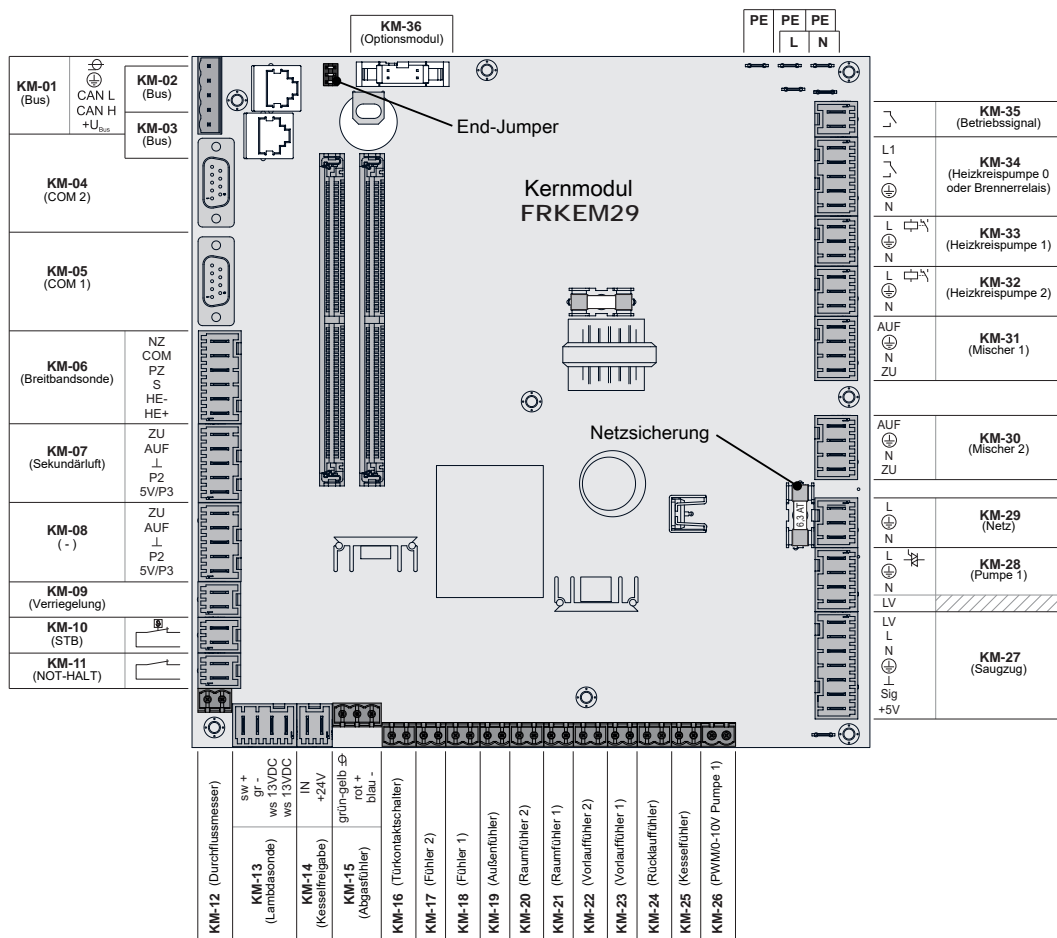 KM-36
(Optionsmodul)
PE PE PE
L N
KM-01
(Bus)
CAN L
CAN H
+U Bus
KM-02
(Bus)
KM-03
(Bus)
KM-04
(COM 2)
KM-05
(COM 1)
KM-06
(Breitbandsonde)
NZ
COM
PZ
S
HE-
HE+
KM-07
(Sekundärluft)
ZU
AUF
⊥
P2
5V/P3
KM-08
( - )
ZU
AUF
⊥
P2
5V/P3
KM-09
(Verriegelung)
KM-10
(STB)
KM-11
(NOT-HALT)
End-Jumper
Kernmodul
FRKEM29
Netzsicherung
6,3 AT
KM-35
(Betriebssignal)
L1
N
KM-34
(Heizkreispumpe 0
oder Brennerrelais)
L
N
KM-33
(Heizkreispumpe 1)
L
N
KM-32
(Heizkreispumpe 2)
AUF
N
ZU
KM-31
(Mischer 1)
AUF
N
ZU
KM-30
(Mischer 2)
L
N
KM-29
(Netz)
L
N
LV
KM-28
(Pumpe 1)
LV
L
N
⊥
Sig
+5V
KM-27
(Saugzug)
KM-12 (Durchflussmesser)
sw +
gr -
ws 13VDC
ws 13VDC
KM-13
(Lambdasonde)
IN
+24V
KM-14
(Kesselfreigabe)
grün-gelb
rot +
blau -
KM-15
(Abgasfühler)
KM-16 (Türkontaktschalter)
KM-17 (Fühler 2)
KM-18 (Fühler 1)
KM-19 (Außenfühler)
KM-20 (Raumfühler 2)
KM-21 (Raumfühler 1)
KM-22 (Vorlauffühler 2)
KM-23 (Vorlauffühler 1)
KM-24 (Rücklauffühler)
KM-25 (Kesselfühler)
KM-26 (PWM/0-10V Pumpe 1)